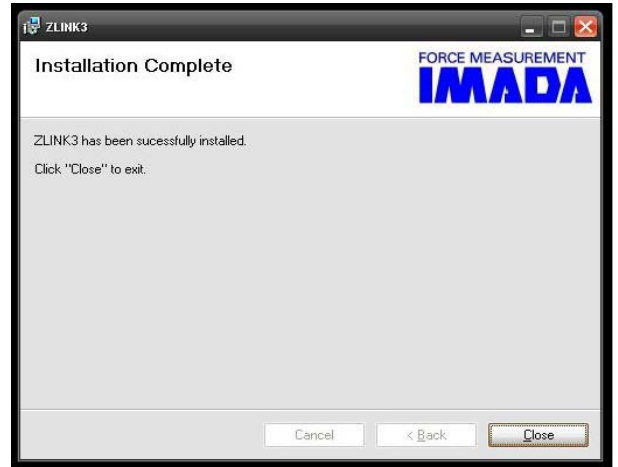 ZLINK3
Installation Complete
FORCE MEASUREMENT
IMADA
ZLINK3 has been sucessfully installed.
Click "Close" to exit.
Cancel
< Back
Close